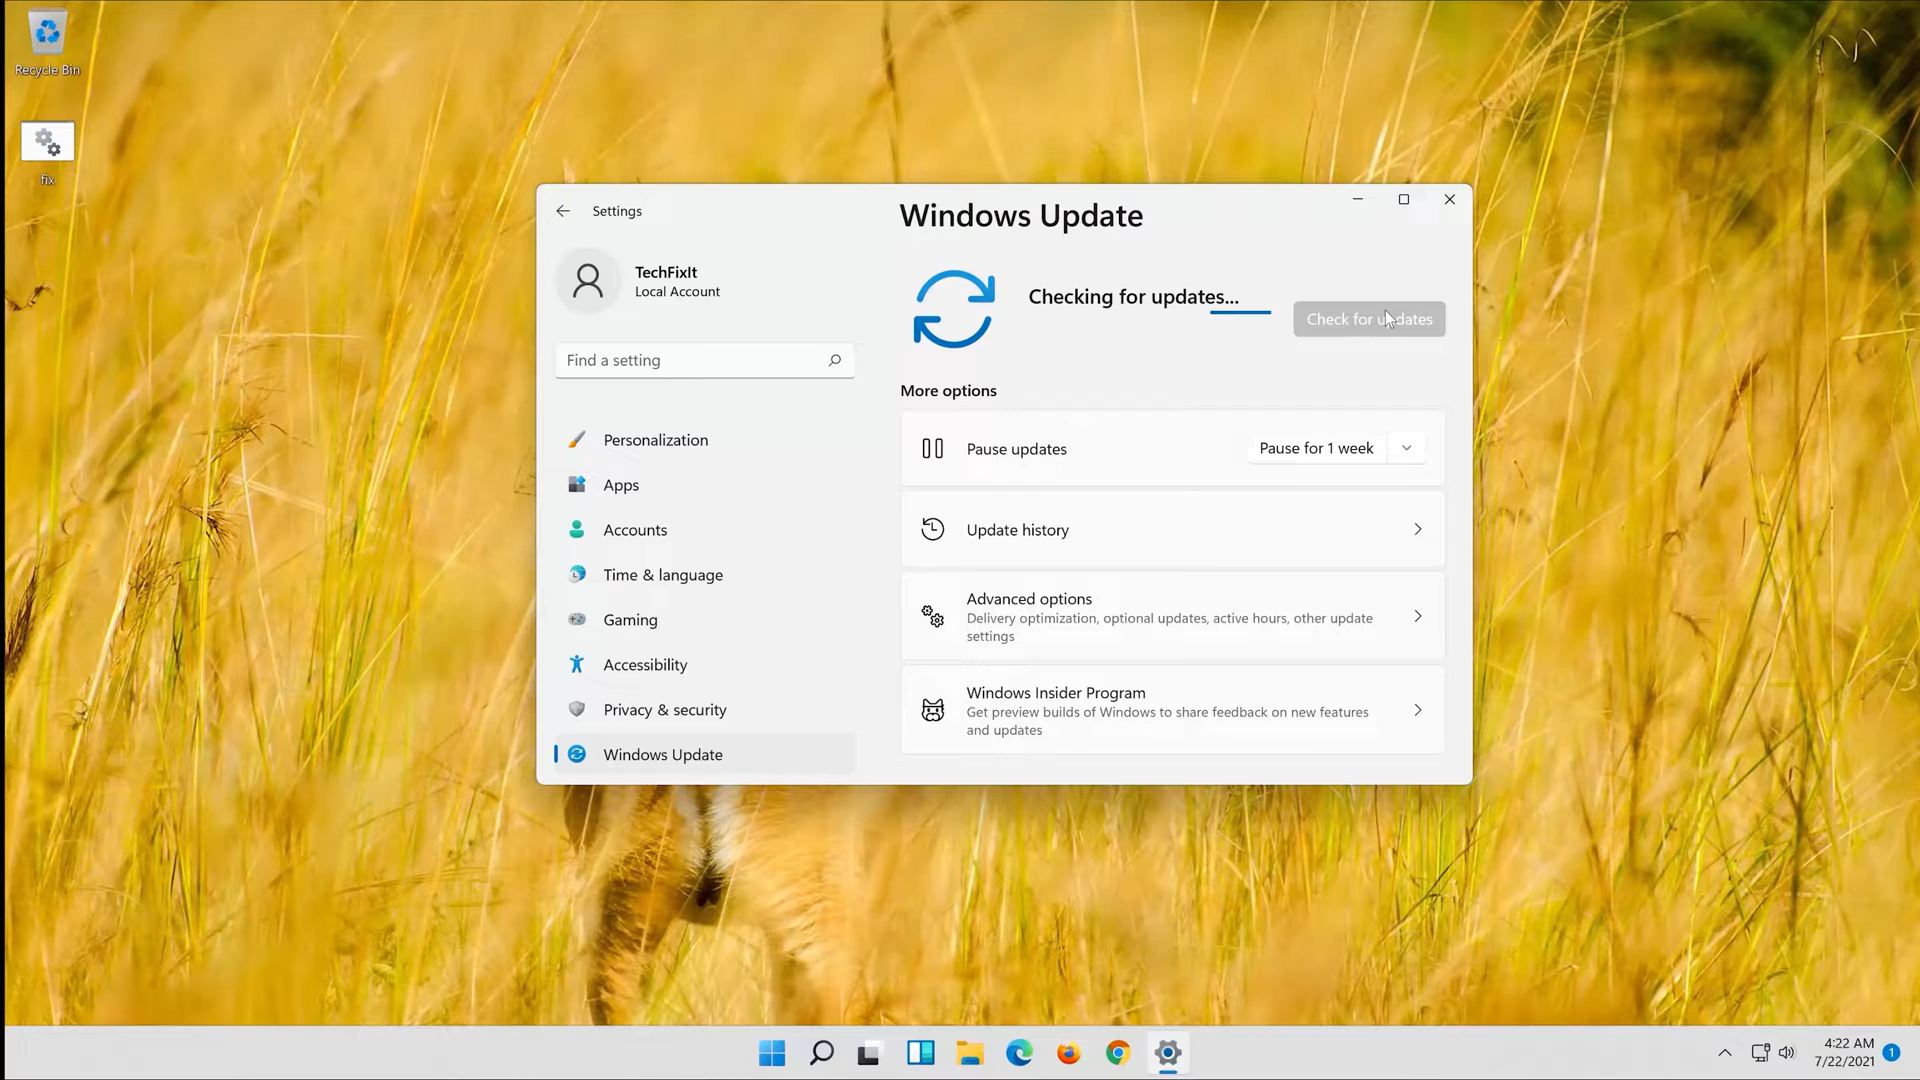 Recycle Bin
fix
Settings
TechFixIt
Local Account
Find a setting
Personalization
Apps
Accounts
Time & language
Gaming
Accessibility
Privacy & security
Windows Update
Windows Update
Checking for updates...
Check for updates
More options
Pause updates
Pause for 1 week
Update history
Advanced options
Delivery optimization, optional updates, active hours, other update
settings
Windows Insider Program
Get preview builds of Windows to share feedback on new features
and updates
4:22 AM
7/22/2021
1